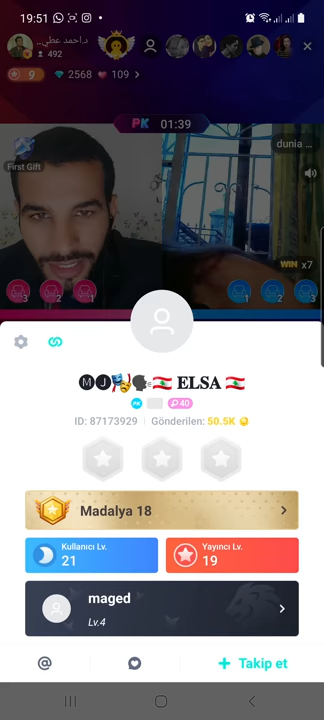 19:51
د.احمد عطي...
492
9 2568 109 >
PK 01:39
dunia ...
First Gift
WIN x7
3 2 1 1 2 3
🅜🅙🎭🗣🇱🇧 ELSA 🇱🇧
PK 40
ID: 87173929 | Gönderilen: 50.5K
Madalya 18
Kullanıcı Lv.
21
Yayıncı Lv.
19
maged
Lv.4
@ + Takip et